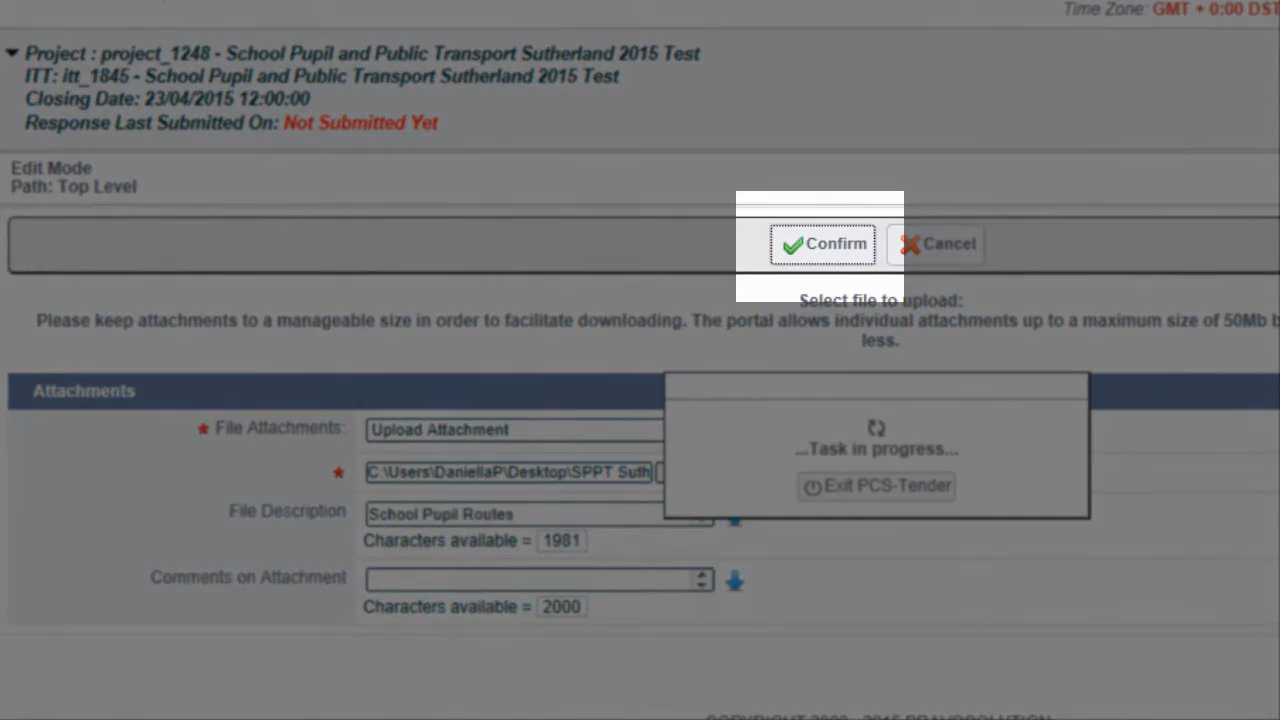 Time Zone: GMT + 0:00 DST
Project : project_1248 - School Pupil and Public Transport Sutherland 2015 Test
ITT: itt_1845 - School Pupil and Public Transport Sutherland 2015 Test
Closing Date: 23/04/2015 12:00:00
Response Last Submitted On: Not Submitted Yet
Edit Mode
Path: Top Level
Confirm Cancel
Select file to upload:
Please keep attachments to a manageable size in order to facilitate downloading. The portal allows individual attachments up to a maximum size of 50Mb
less.
Attachments
* File Attachments: Upload Attachment
...Task in progress...
* C:\Users\DaniellaP\Desktop\SPPT Suth
Exit PCS-Tender
File Description School Pupil Routes
Characters available = 1981
Comments on Attachment
Characters available = 2000